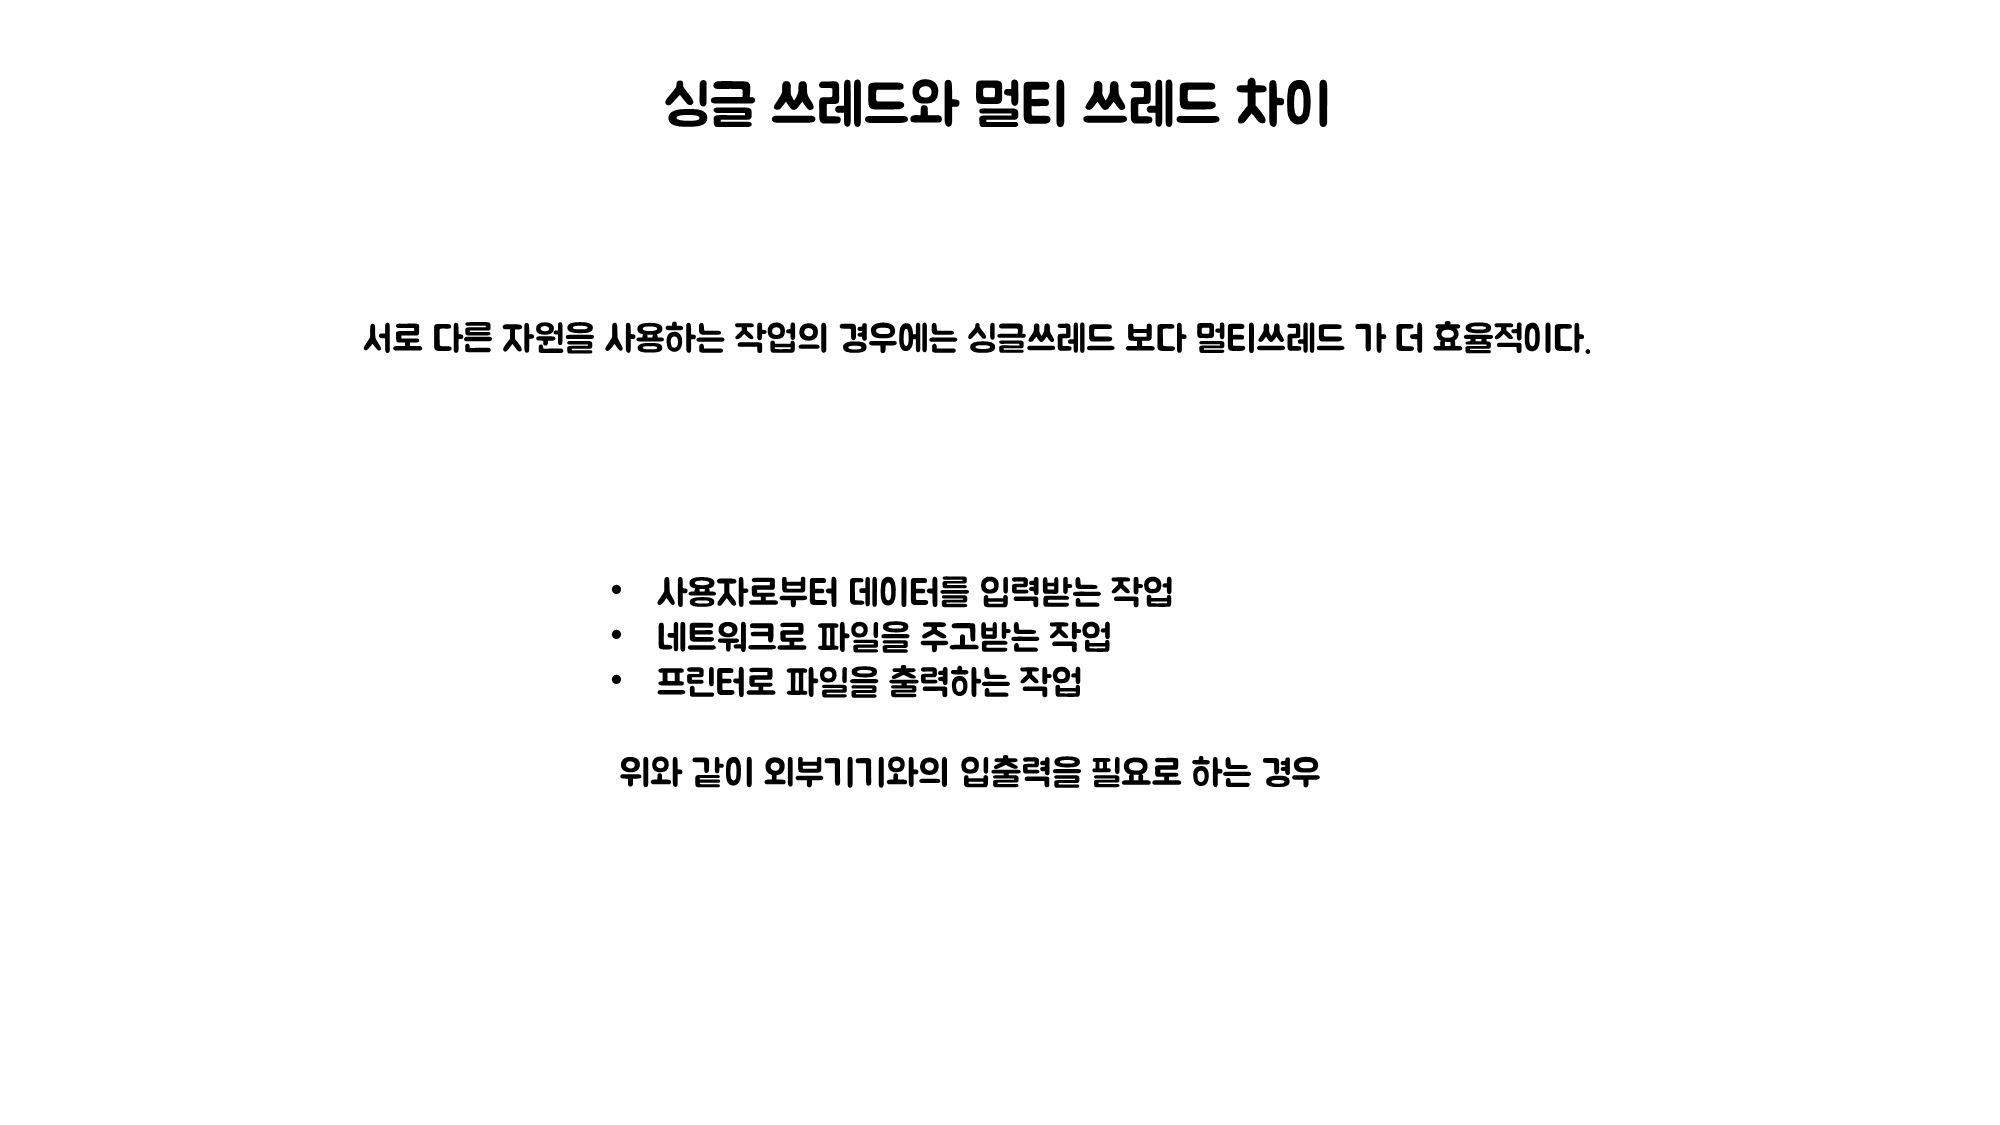 싱글 쓰레드와 멀티 쓰레드 차이
서로 다른 자원을 사용하는 작업의 경우에는 싱글쓰레드 보다 멀티쓰레드 가 더 효율적이다.
• 사용자로부터 데이터를 입력받는 작업
• 네트워크로 파일을 주고받는 작업
• 프린터로 파일을 출력하는 작업
위와 같이 외부기기와의 입출력을 필요로 하는 경우